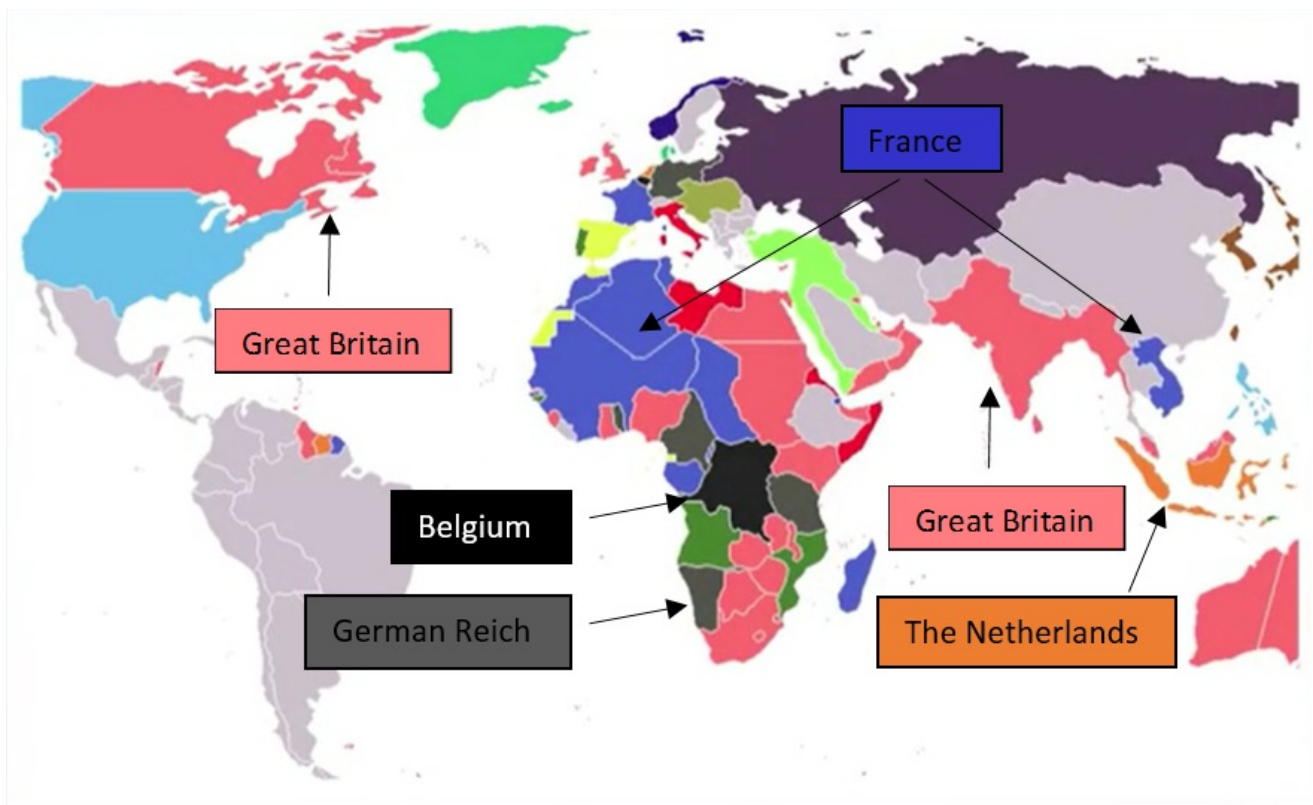 France
Great Britain
Belgium
Great Britain
German Reich
The Netherlands